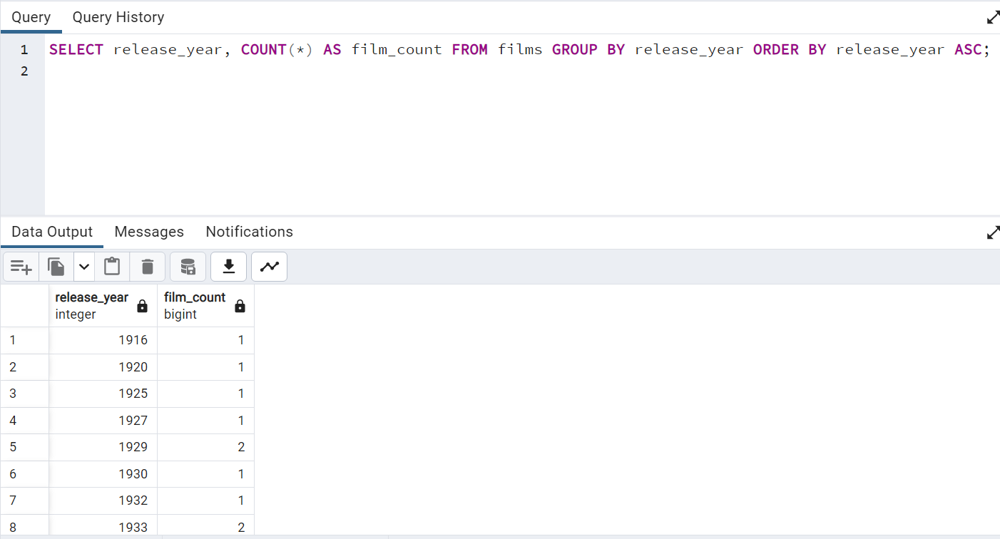 Query Query History
1 SELECT release_year, COUNT(*) AS film_count FROM films GROUP BY release_year ORDER BY release_year ASC;
2
Data Output Messages Notifications
release_year film_count
integer bigint
1 1916 1
2 1920 1
3 1925 1
4 1927 1
5 1929 2
6 1930 1
7 1932 1
8 1933 2